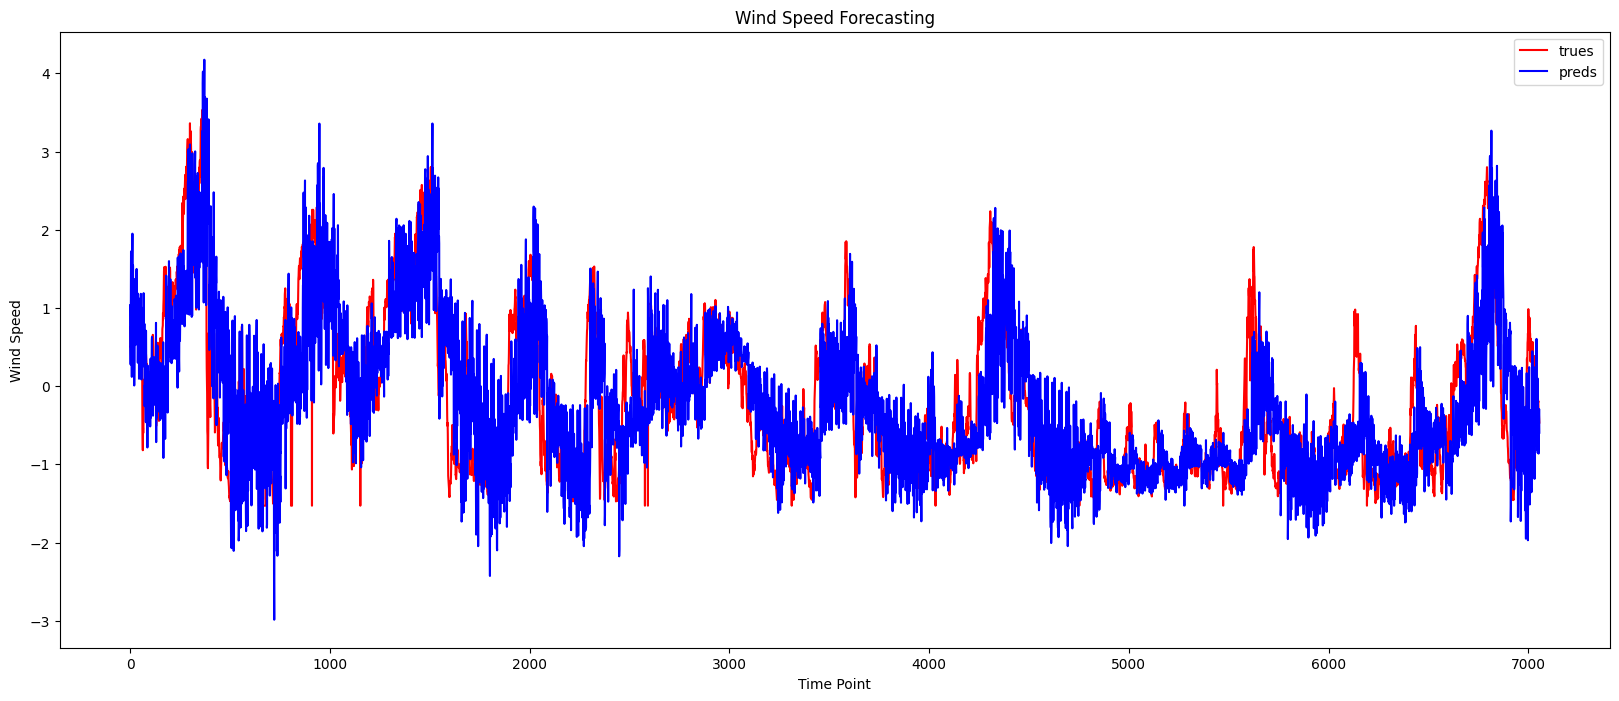 Wind Speed Forecasting
trues
preds
4
3
2
1
0
−1
−2
−3
Wind Speed
0 1000 2000 3000 4000 5000 6000 7000
Time Point